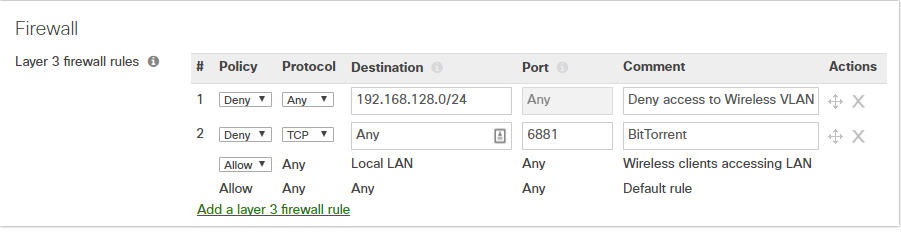 Firewall
Layer 3 firewall rules
# Policy Protocol Destination Port Comment Actions
1 Deny Any 192.168.128.0/24 Any Deny access to Wireless VLAN
2 Deny TCP Any 6881 BitTorrent
Allow Any Local LAN Any Wireless clients accessing LAN
Allow Any Any Any Default rule
Add a layer 3 firewall rule